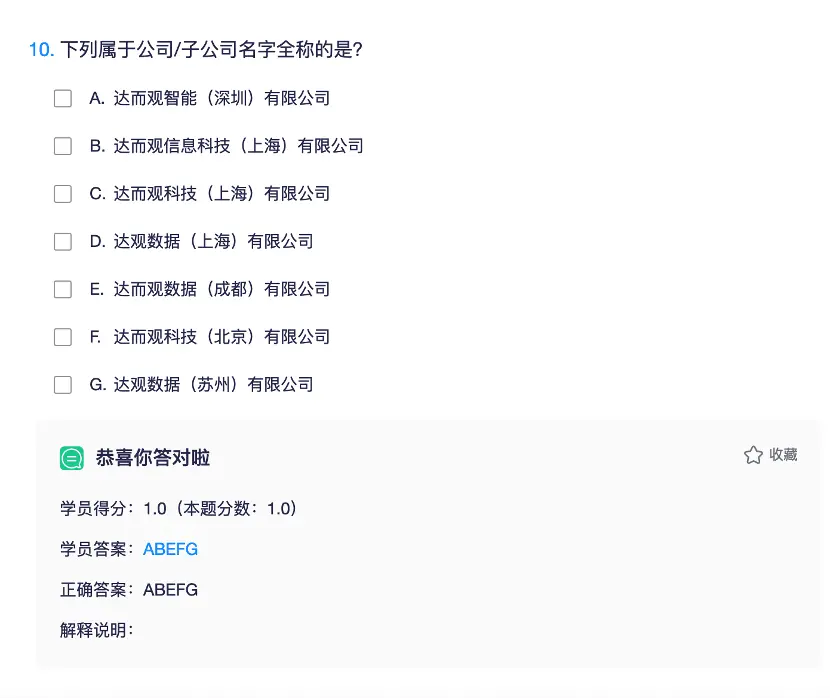 10. 下列属于公司/子公司名字全称的是?
A. 达而观智能（深圳）有限公司
B. 达而观信息科技（上海）有限公司
C. 达而观科技（上海）有限公司
D. 达观数据（上海）有限公司
E. 达而观数据（成都）有限公司
F. 达而观科技（北京）有限公司
G. 达观数据（苏州）有限公司
恭喜你答对啦
收藏
学员得分：1.0（本题分数：1.0）
学员答案：ABEFG
正确答案：ABEFG
解释说明：